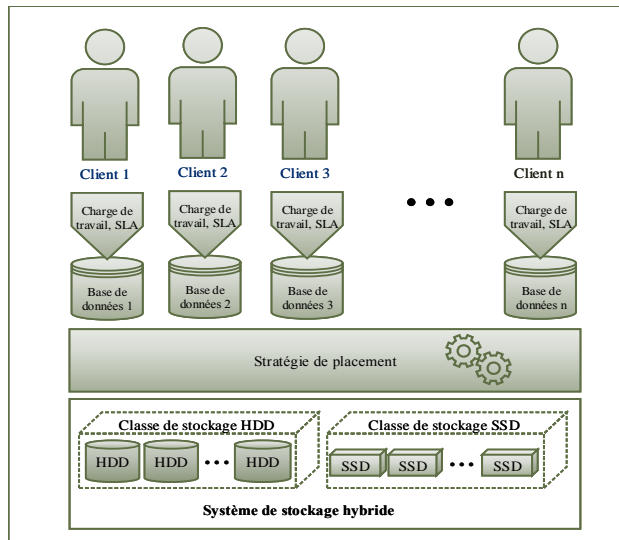 Client 1 Client 2 Client 3 Client n
Charge de travail, SLA
Charge de travail, SLA
Charge de travail, SLA
• • •
Charge de travail, SLA
Base de données 1
Base de données 2
Base de données 3
Base de données n
Stratégie de placement
Classe de stockage HDD
HDD HDD ••• HDD
Classe de stockage SSD
SSD SSD ••• SSD
Système de stockage hybride